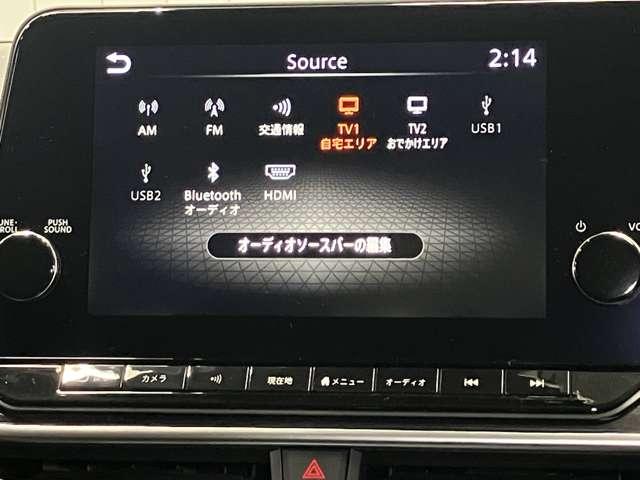 Source
2:14
AM
FM
交通情報
TV1
自宅エリア
TV2
おでかけエリア
USB1
USB2
Bluetooth
オーディオ
HDMI
オーディオソースバーの編集
PUSH
SOUND
カメラ
現在地
メニュー
オーディオ